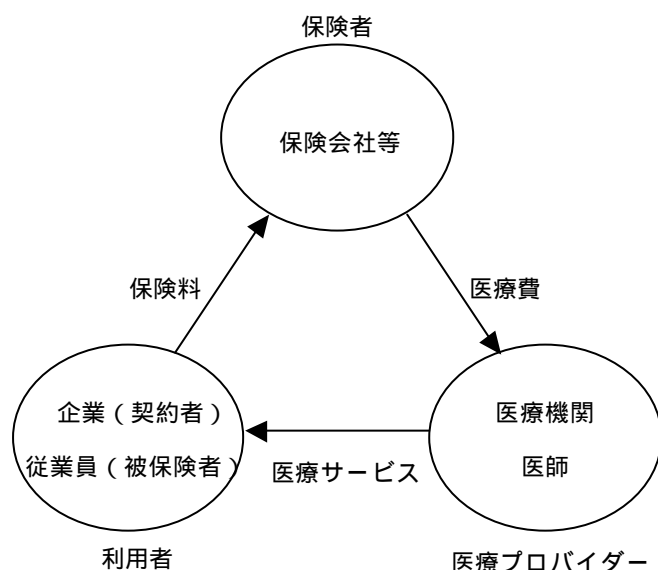 保険者
保険会社等
保険料
医療費
企業（契約者）
従業員（被保険者）
医療機関
医師
医療サービス
利用者
医療プロバイダー